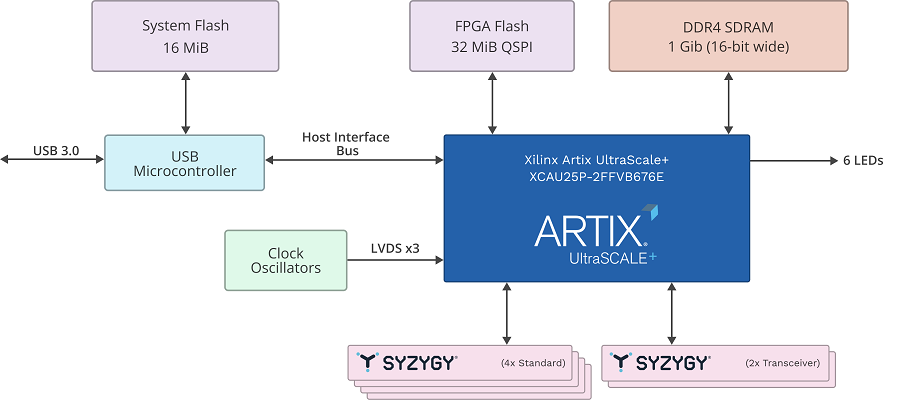 System Flash
16 MiB
FPGA Flash
32 MiB QSPI
DDR4 SDRAM
1 Gib (16-bit wide)
USB 3.0
USB
Microcontroller
Host Interface
Bus
Xilinx Artix UltraScale+
XCAU25P-2FFVB676E
6 LEDs
ARTIX®
UltraSCALE+
Clock
Oscillators
LVDS x3
SYZYGY® (4x Standard)
SYZYGY® (2x Transceiver)